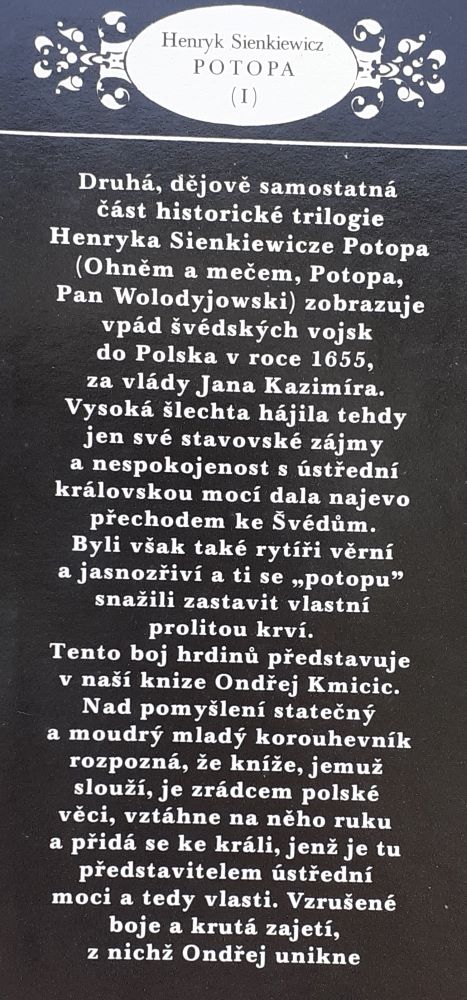 Henryk Sienkiewicz
POTOPA
(I)
Druhá, dějově samostatná
část historické trilogie
Henryka Sienkiewicze Potopa
(Ohněm a mečem, Potopa,
Pan Wolodyjowski) zobrazuje
vpád švédských vojsk
do Polska v roce 1655,
za vlády Jana Kazimíra.
Vysoká šlechta hájila tehdy
jen své stavovské zájmy
a nespokojenost s ústřední
královskou mocí dala najevo
přechodem ke Švédům.
Byli však také rytíři věrní
a jasnozřiví a ti se „potopu”
snažili zastavit vlastní
prolitou krví.
Tento boj hrdinů představuje
v naší knize Ondřej Kmicic.
Nad pomyšlení statečný
a moudrý mladý korouhevník
rozpozná, že kníže, jemuž
slouží, je zrádcem polské
věci, vztáhne na něho ruku
a přidá se ke králi, jenž je tu
představitelem ústřední
moci a tedy vlasti. Vzrušené
boje a krutá zajetí,
z nichž Ondřej unikne